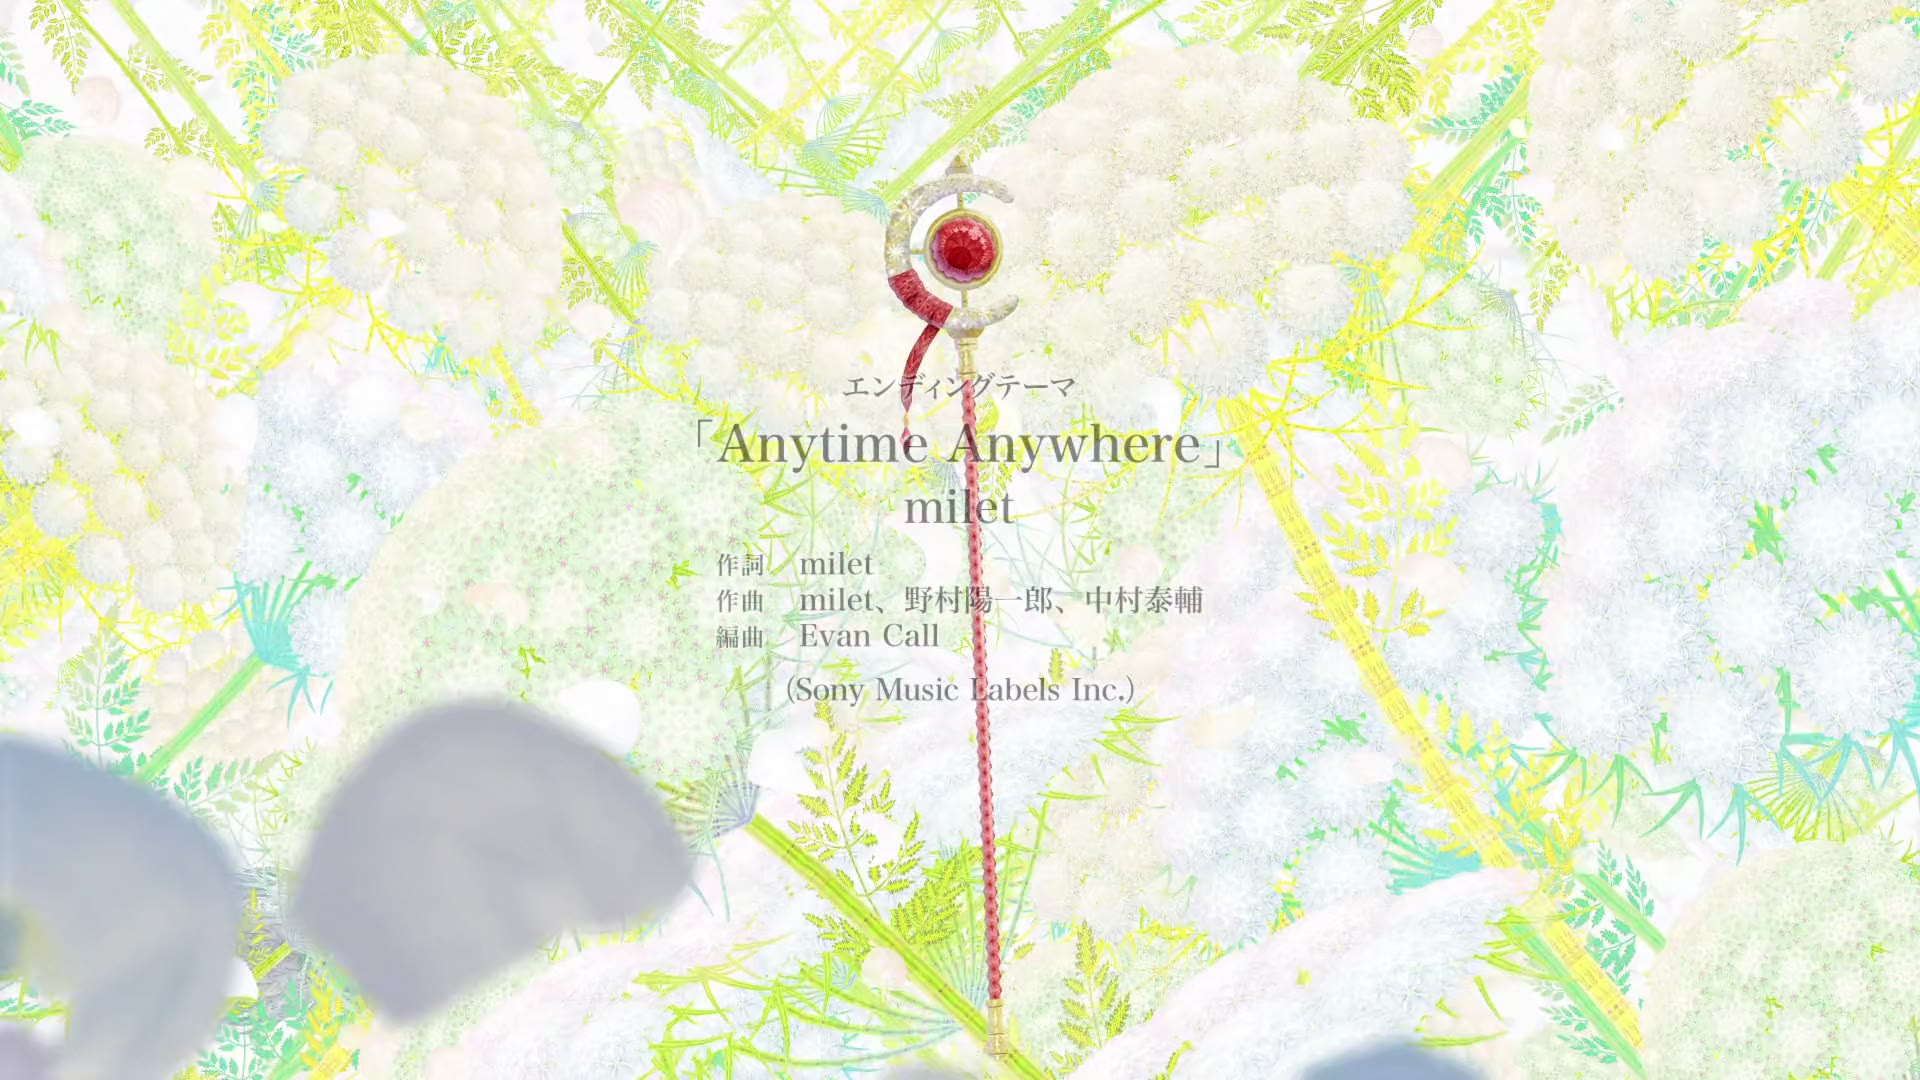 エンディングテーマ
「Anytime Anywhere」
milet
作詞 milet
作曲 milet、野村陽一郎、中村泰輔
編曲 Evan Call
(Sony Music Labels Inc.)